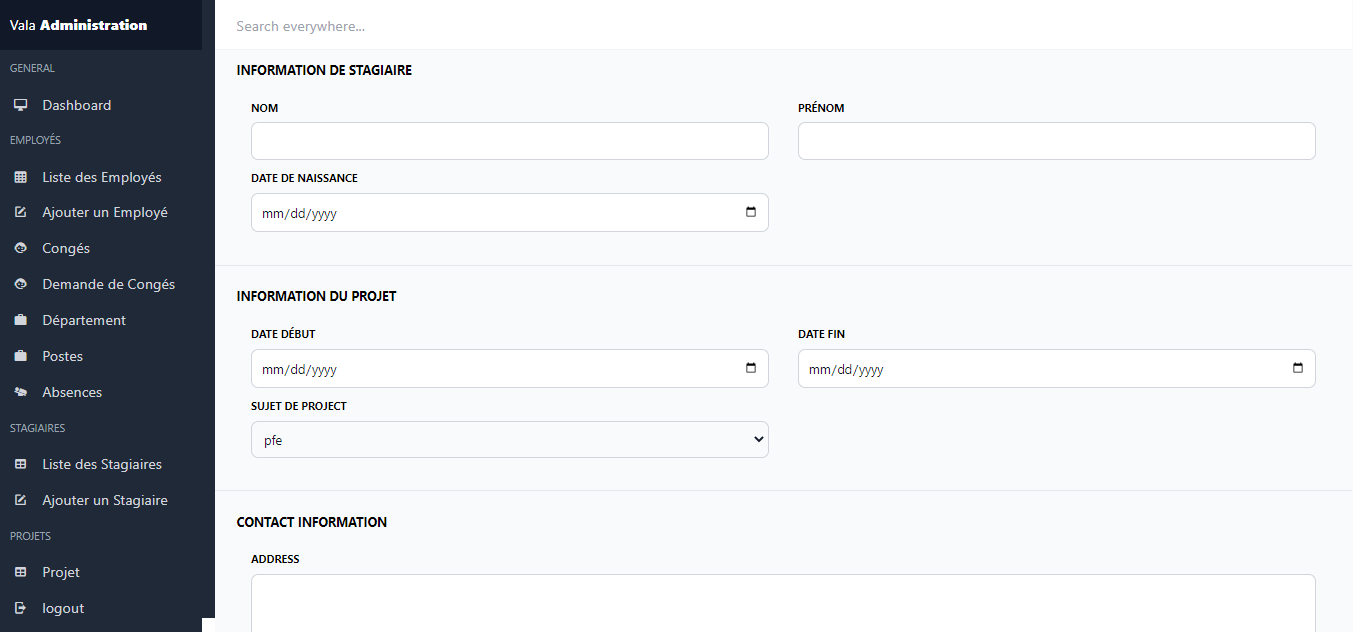 Vala Administration
GENERAL
Dashboard
EMPLOYÉS
Liste des Employés
Ajouter un Employé
Congés
Demande de Congés
Département
Postes
Absences
STAGIAIRES
Liste des Stagiaires
Ajouter un Stagiaire
PROJETS
Projet
logout
Search everywhere...
INFORMATION DE STAGIAIRE
NOM
PRÉNOM
DATE DE NAISSANCE
mm/dd/yyyy
INFORMATION DU PROJET
DATE DÉBUT
DATE FIN
mm/dd/yyyy
mm/dd/yyyy
SUJET DE PROJECT
pfe
CONTACT INFORMATION
ADDRESS